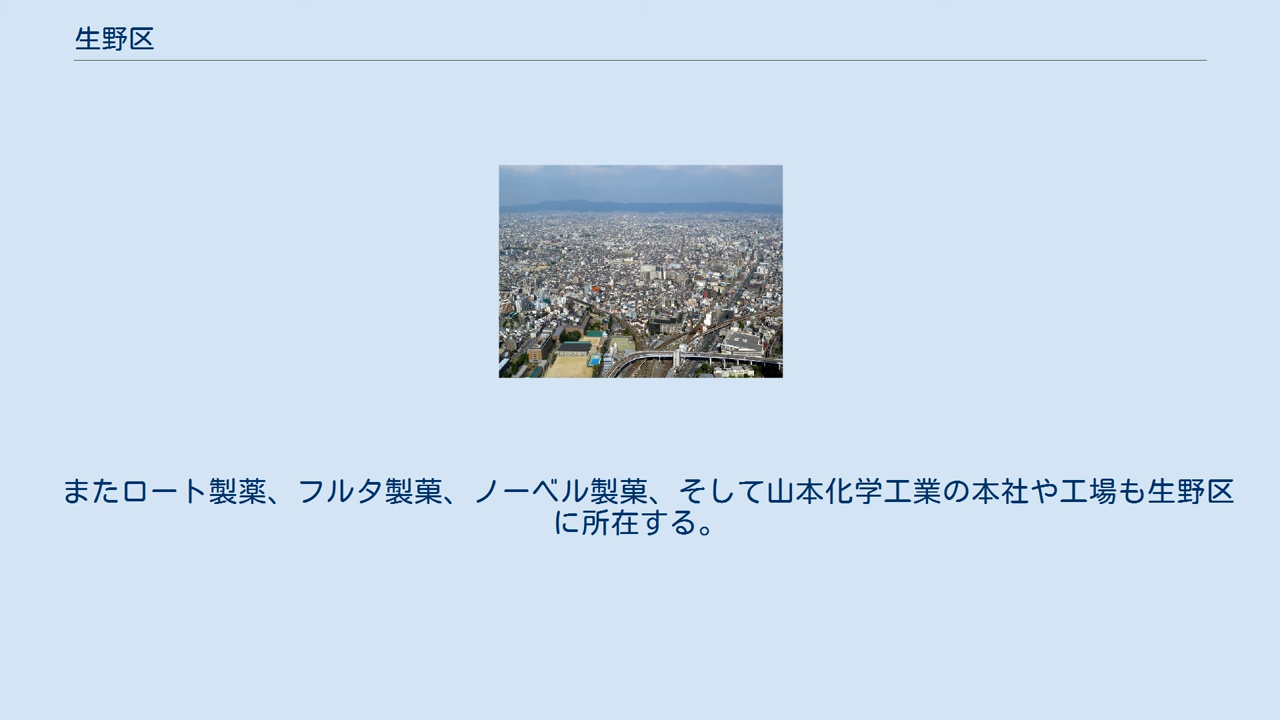 生野区
またロート製薬、フルタ製菓、ノーベル製菓、そして山本化学工業の本社や工場も生野区
に所在する。